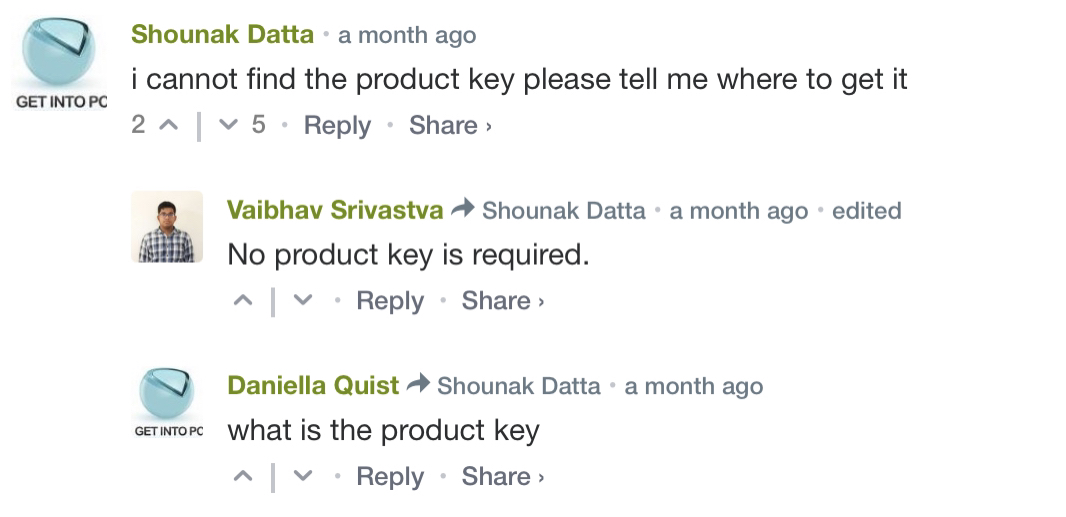 Shounak Datta • a month ago
i cannot find the product key please tell me where to get it
2 | 5 • Reply • Share ›
GET INTO PC
Vaibhav Srivastva Shounak Datta • a month ago • edited
No product key is required.
| • Reply • Share ›
Daniella Quist Shounak Datta • a month ago
what is the product key
GET INTO PC
| • Reply • Share ›